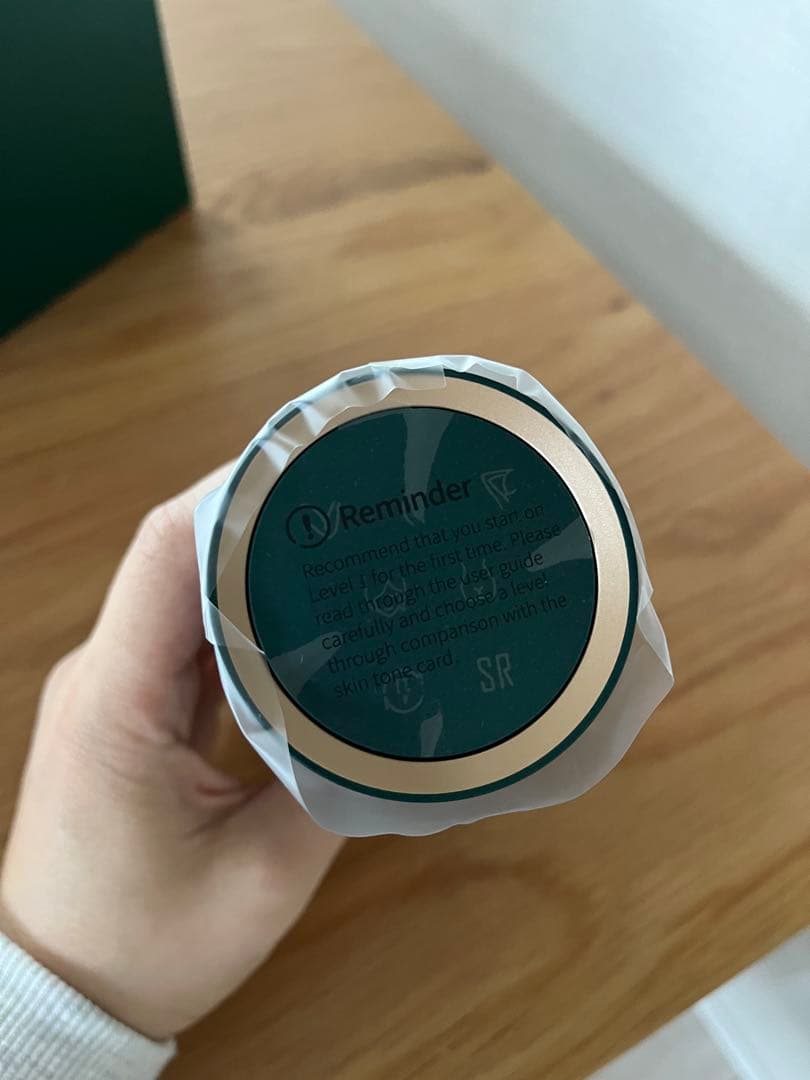 Reminder
Recommend that you start on
Level 1 for the first time. Please
read through the user guide
carefully and choose a level
through comparison with the
skin tone card.
SR